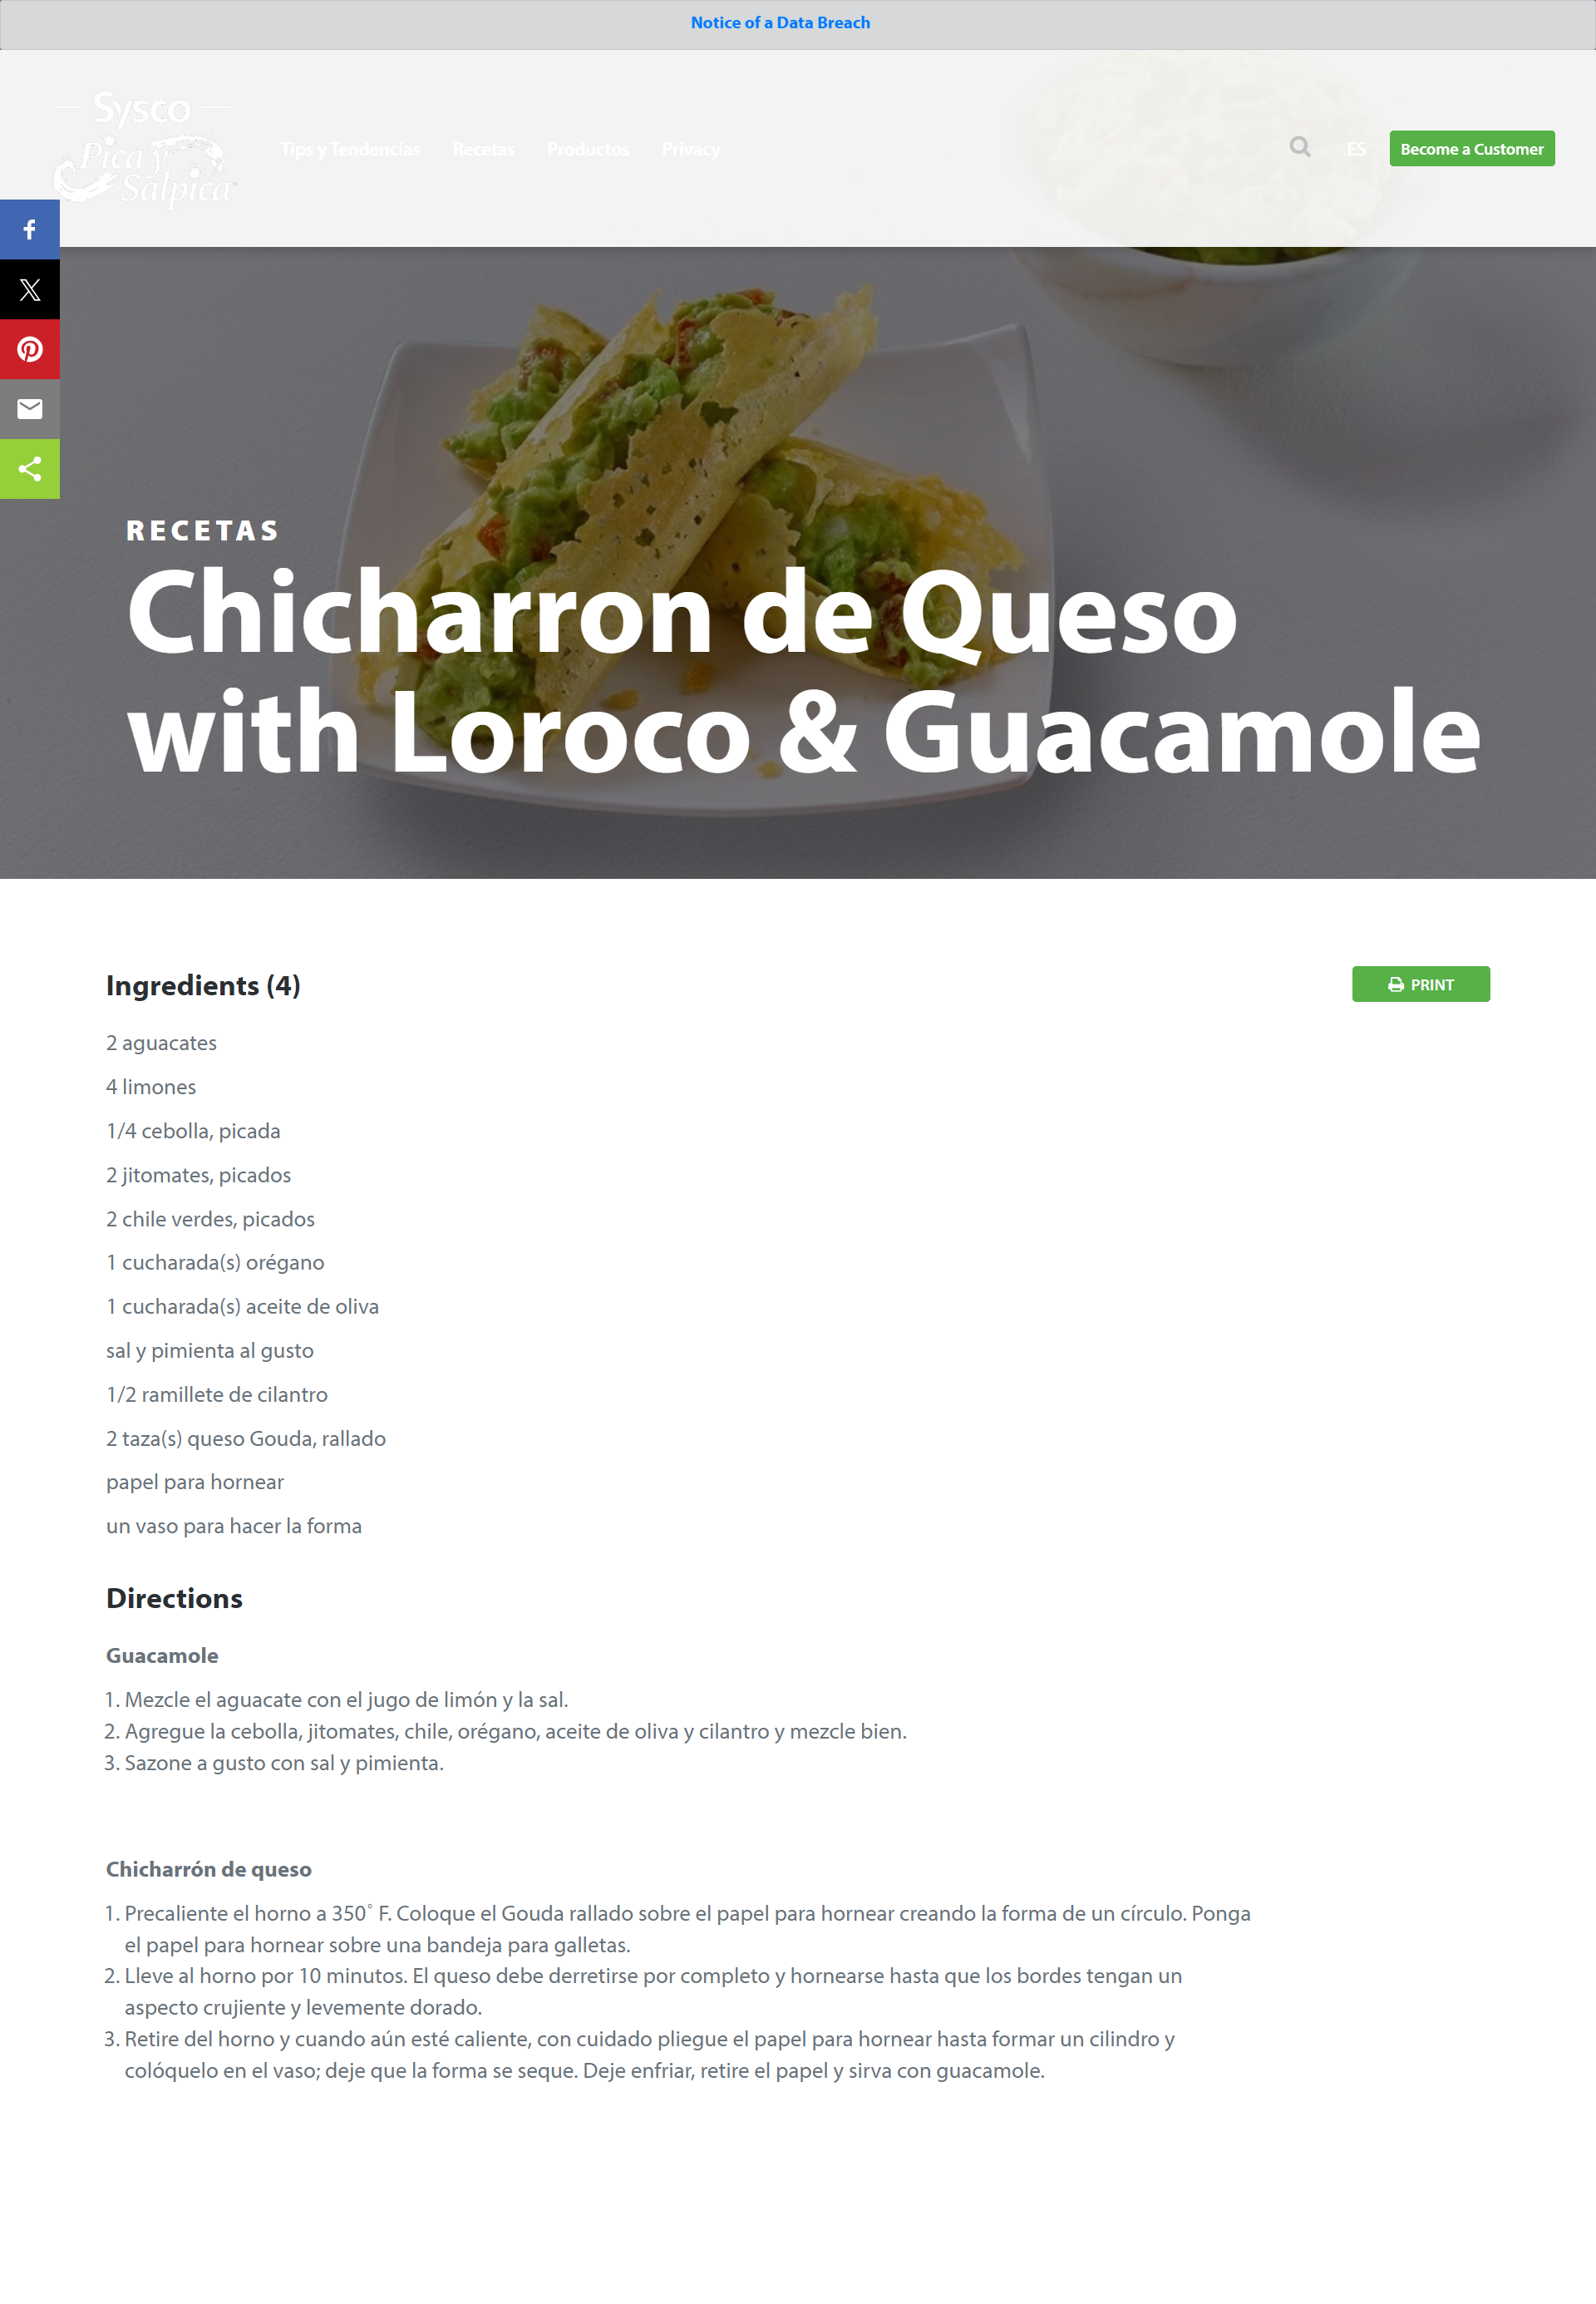 Notice of a Data Breach
Sysco
Pica y
Salpica
Tips y Tendencias Recetas Productos Privacy
ES
Become a Customer
RECETAS
Chicharron de Queso
with Loroco & Guacamole
Ingredients (4)
PRINT
2 aguacates
4 limones
1/4 cebolla, picada
2 jitomates, picados
2 chile verdes, picados
1 cucharada(s) orégano
1 cucharada(s) aceite de oliva
sal y pimienta al gusto
1/2 ramillete de cilantro
2 taza(s) queso Gouda, rallado
papel para hornear
un vaso para hacer la forma
Directions
Guacamole
1. Mezcle el aguacate con el jugo de limón y la sal.
2. Agregue la cebolla, jitomates, chile, orégano, aceite de oliva y cilantro y mezcle bien.
3. Sazone a gusto con sal y pimienta.
Chicharrón de queso
1. Precaliente el horno a 350˚ F. Coloque el Gouda rallado sobre el papel para hornear creando la forma de un círculo. Ponga
el papel para hornear sobre una bandeja para galletas.
2. Lleve al horno por 10 minutos. El queso debe derretirse por completo y hornearse hasta que los bordes tengan un
aspecto crujiente y levemente dorado.
3. Retire del horno y cuando aún esté caliente, con cuidado pliegue el papel para hornear hasta formar un cilindro y
colóquelo en el vaso; deje que la forma se seque. Deje enfriar, retire el papel y sirva con guacamole.